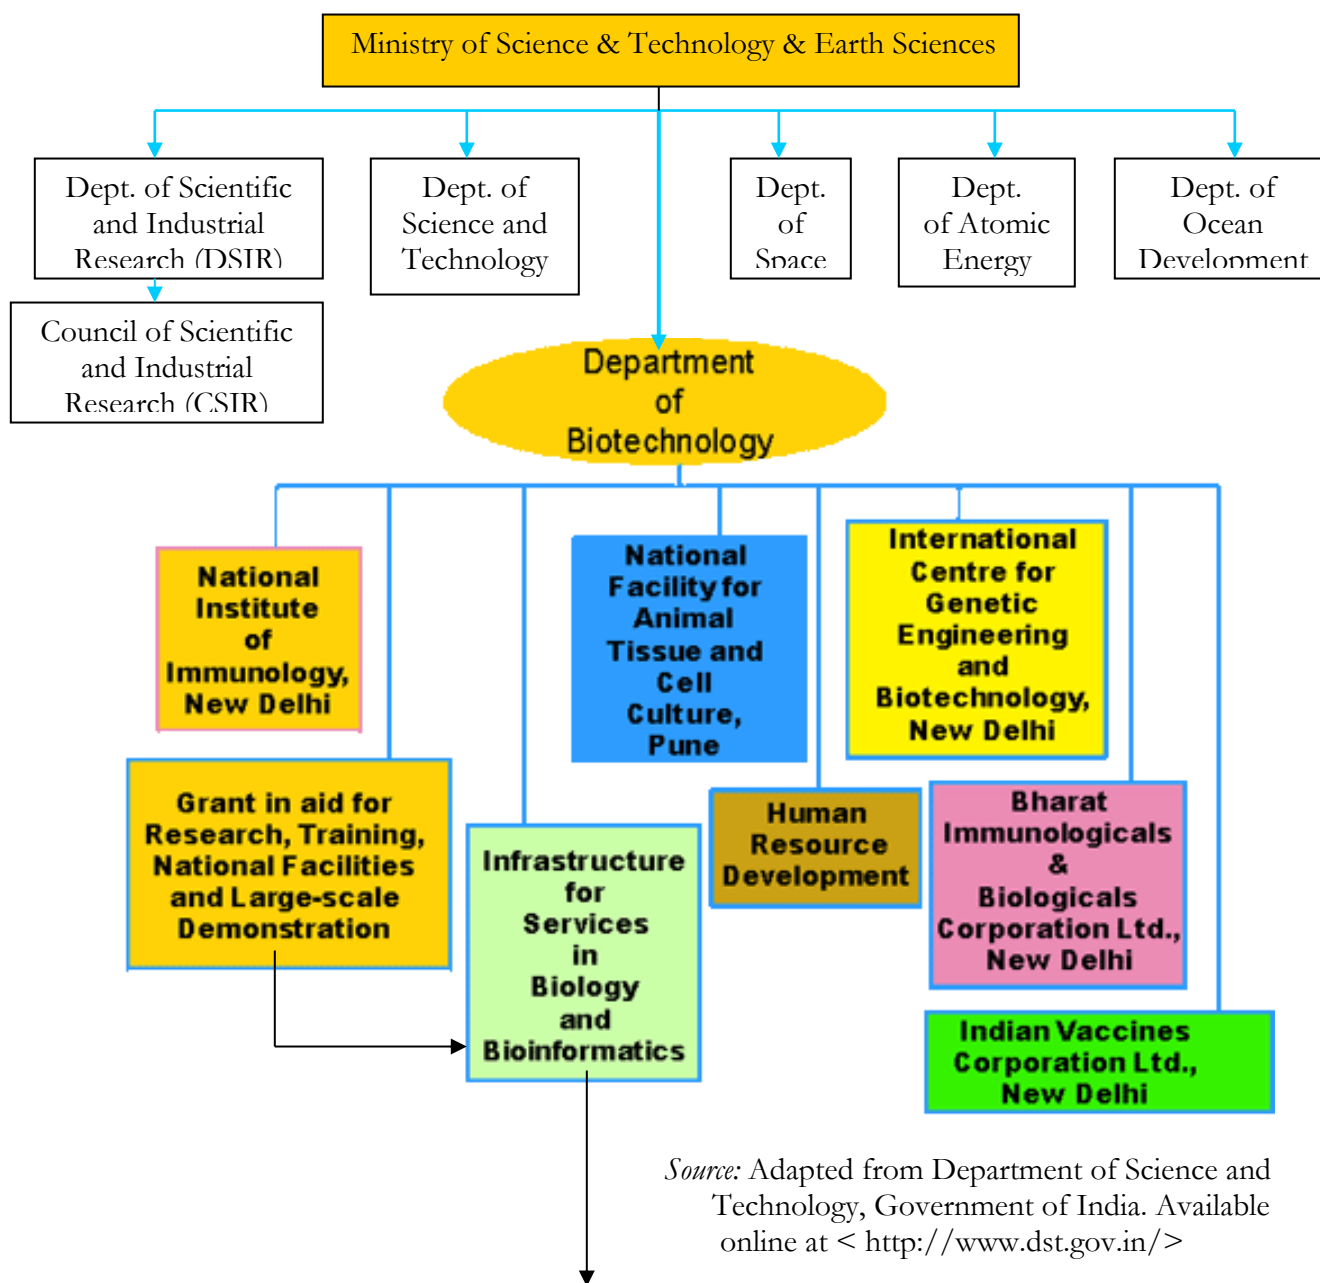 Ministry of Science & Technology & Earth Sciences
Dept. of Scientific
and Industrial
Research (DSIR)
Dept. of
Science and
Technology
Dept.
of
Space
Dept.
of Atomic
Energy
Dept. of
Ocean
Development
Council of Scientific
and Industrial
Research (CSIR)
Department
of
Biotechnology
National
Institute
of
Immunology,
New Delhi
National
Facility for
Animal
Tissue and
Cell
Culture,
Pune
International
Centre for
Genetic
Engineering
and
Biotechnology,
New Delhi
Grant in aid for
Research, Training,
National Facilities
and Large-scale
Demonstration
Infrastructure
for
Services
in
Biology
and
Bioinformatics
Human
Resource
Development
Bharat
Immunologicals
&
Biologicals
Corporation Ltd.,
New Delhi
Indian Vaccines
Corporation Ltd.,
New Delhi
Source: Adapted from Department of Science and
Technology, Government of India. Available
online at < http://www.dst.gov.in/>